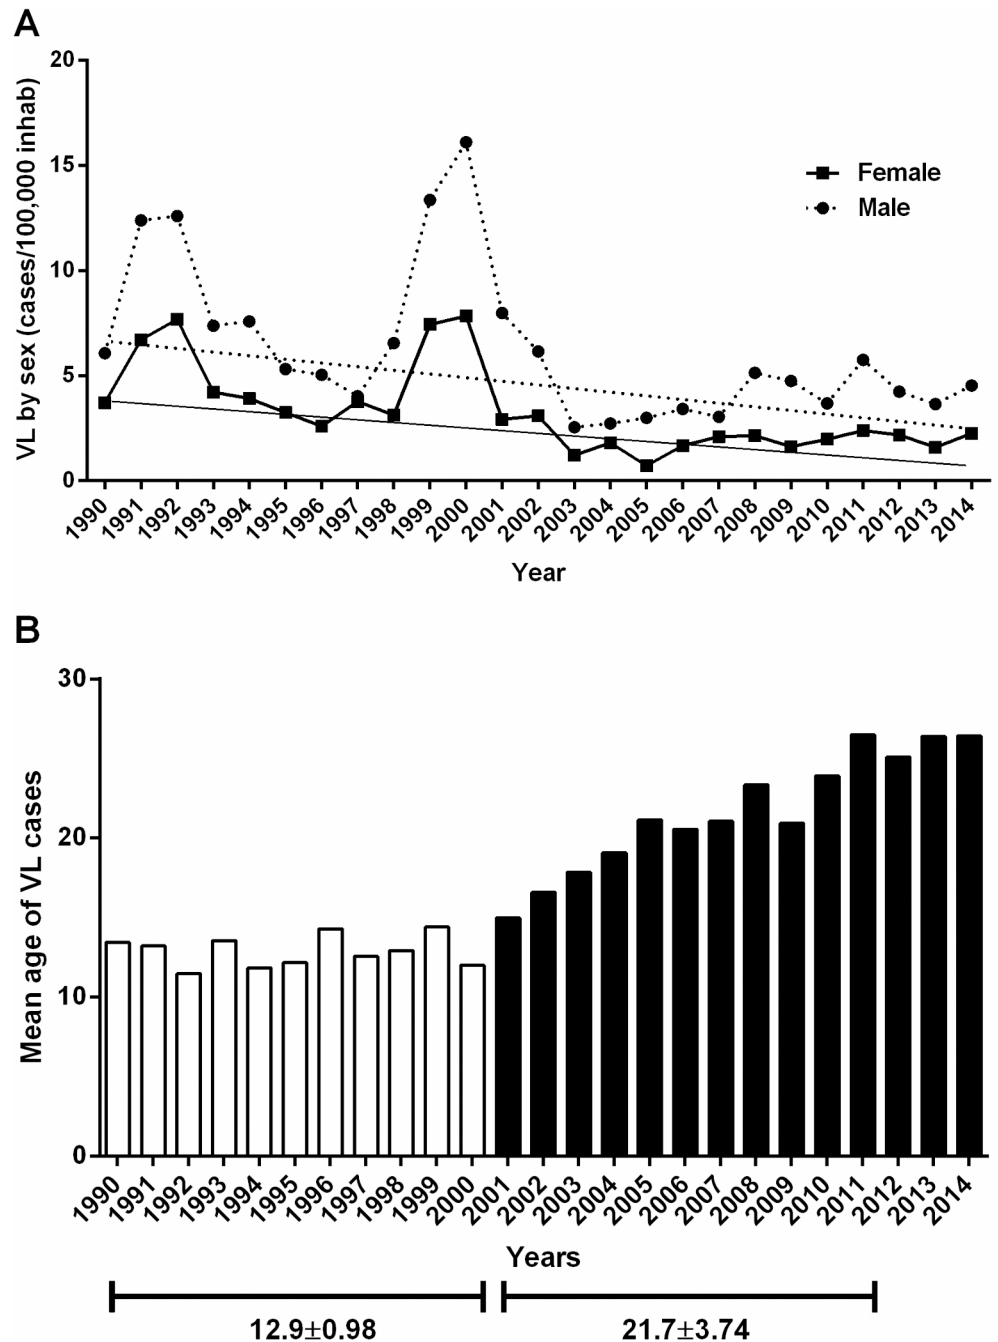 A
VL by sex (cases/100,000 inhab)
20
15
10
5
0
Female
Male
1990 1991 1992 1993 1994 1995 1996 1997 1998 1999 2000 2001 2002 2003 2004 2005 2006 2007 2008 2009 2010 2011 2012 2013 2014
Year
B
Mean age of VL cases
30
20
10
0
1990 1991 1992 1993 1994 1995 1996 1997 1998 1999 2000 2001 2002 2003 2004 2005 2006 2007 2008 2009 2010 2011 2012 2013 2014
Years
12.9±0.98 21.7±3.74